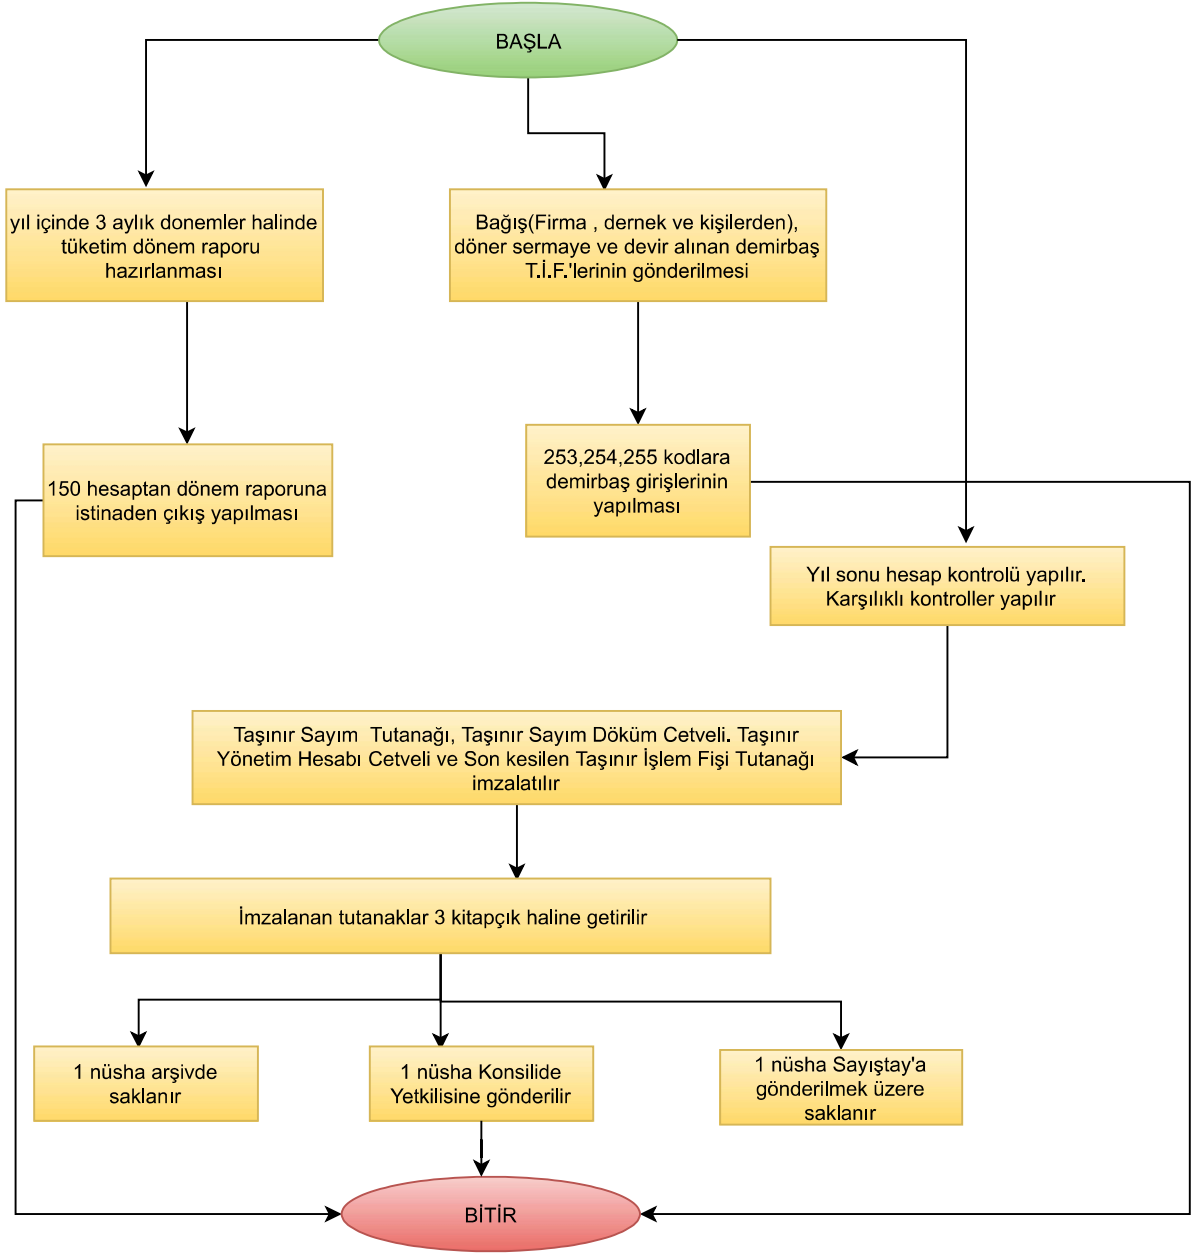 BAŞLA
yıl içinde 3 aylık donemler halinde
tüketim dönem raporu
hazırlanması
Bağış(Firma , dernek ve kişilerden),
döner sermaye ve devir alınan demirbaş
T.İ.F.'lerinin gönderilmesi
150 hesaptan dönem raporuna
istinaden çıkış yapılması
253,254,255 kodlara
demirbaş girişlerinin
yapılması
Yıl sonu hesap kontrolü yapılır.
Karşılıklı kontroller yapılır
Taşınır Sayım  Tutanağı, Taşınır Sayım Döküm Cetveli. Taşınır
Yönetim Hesabı Cetveli ve Son kesilen Taşınır İşlem Fişi Tutanağı
imzalatılır
İmzalanan tutanaklar 3 kitapçık haline getirilir
1 nüsha arşivde
saklanır
1 nüsha Konsilide
Yetkilisine gönderilir
1 nüsha Sayıştay'a
gönderilmek üzere
saklanır
BİTİR